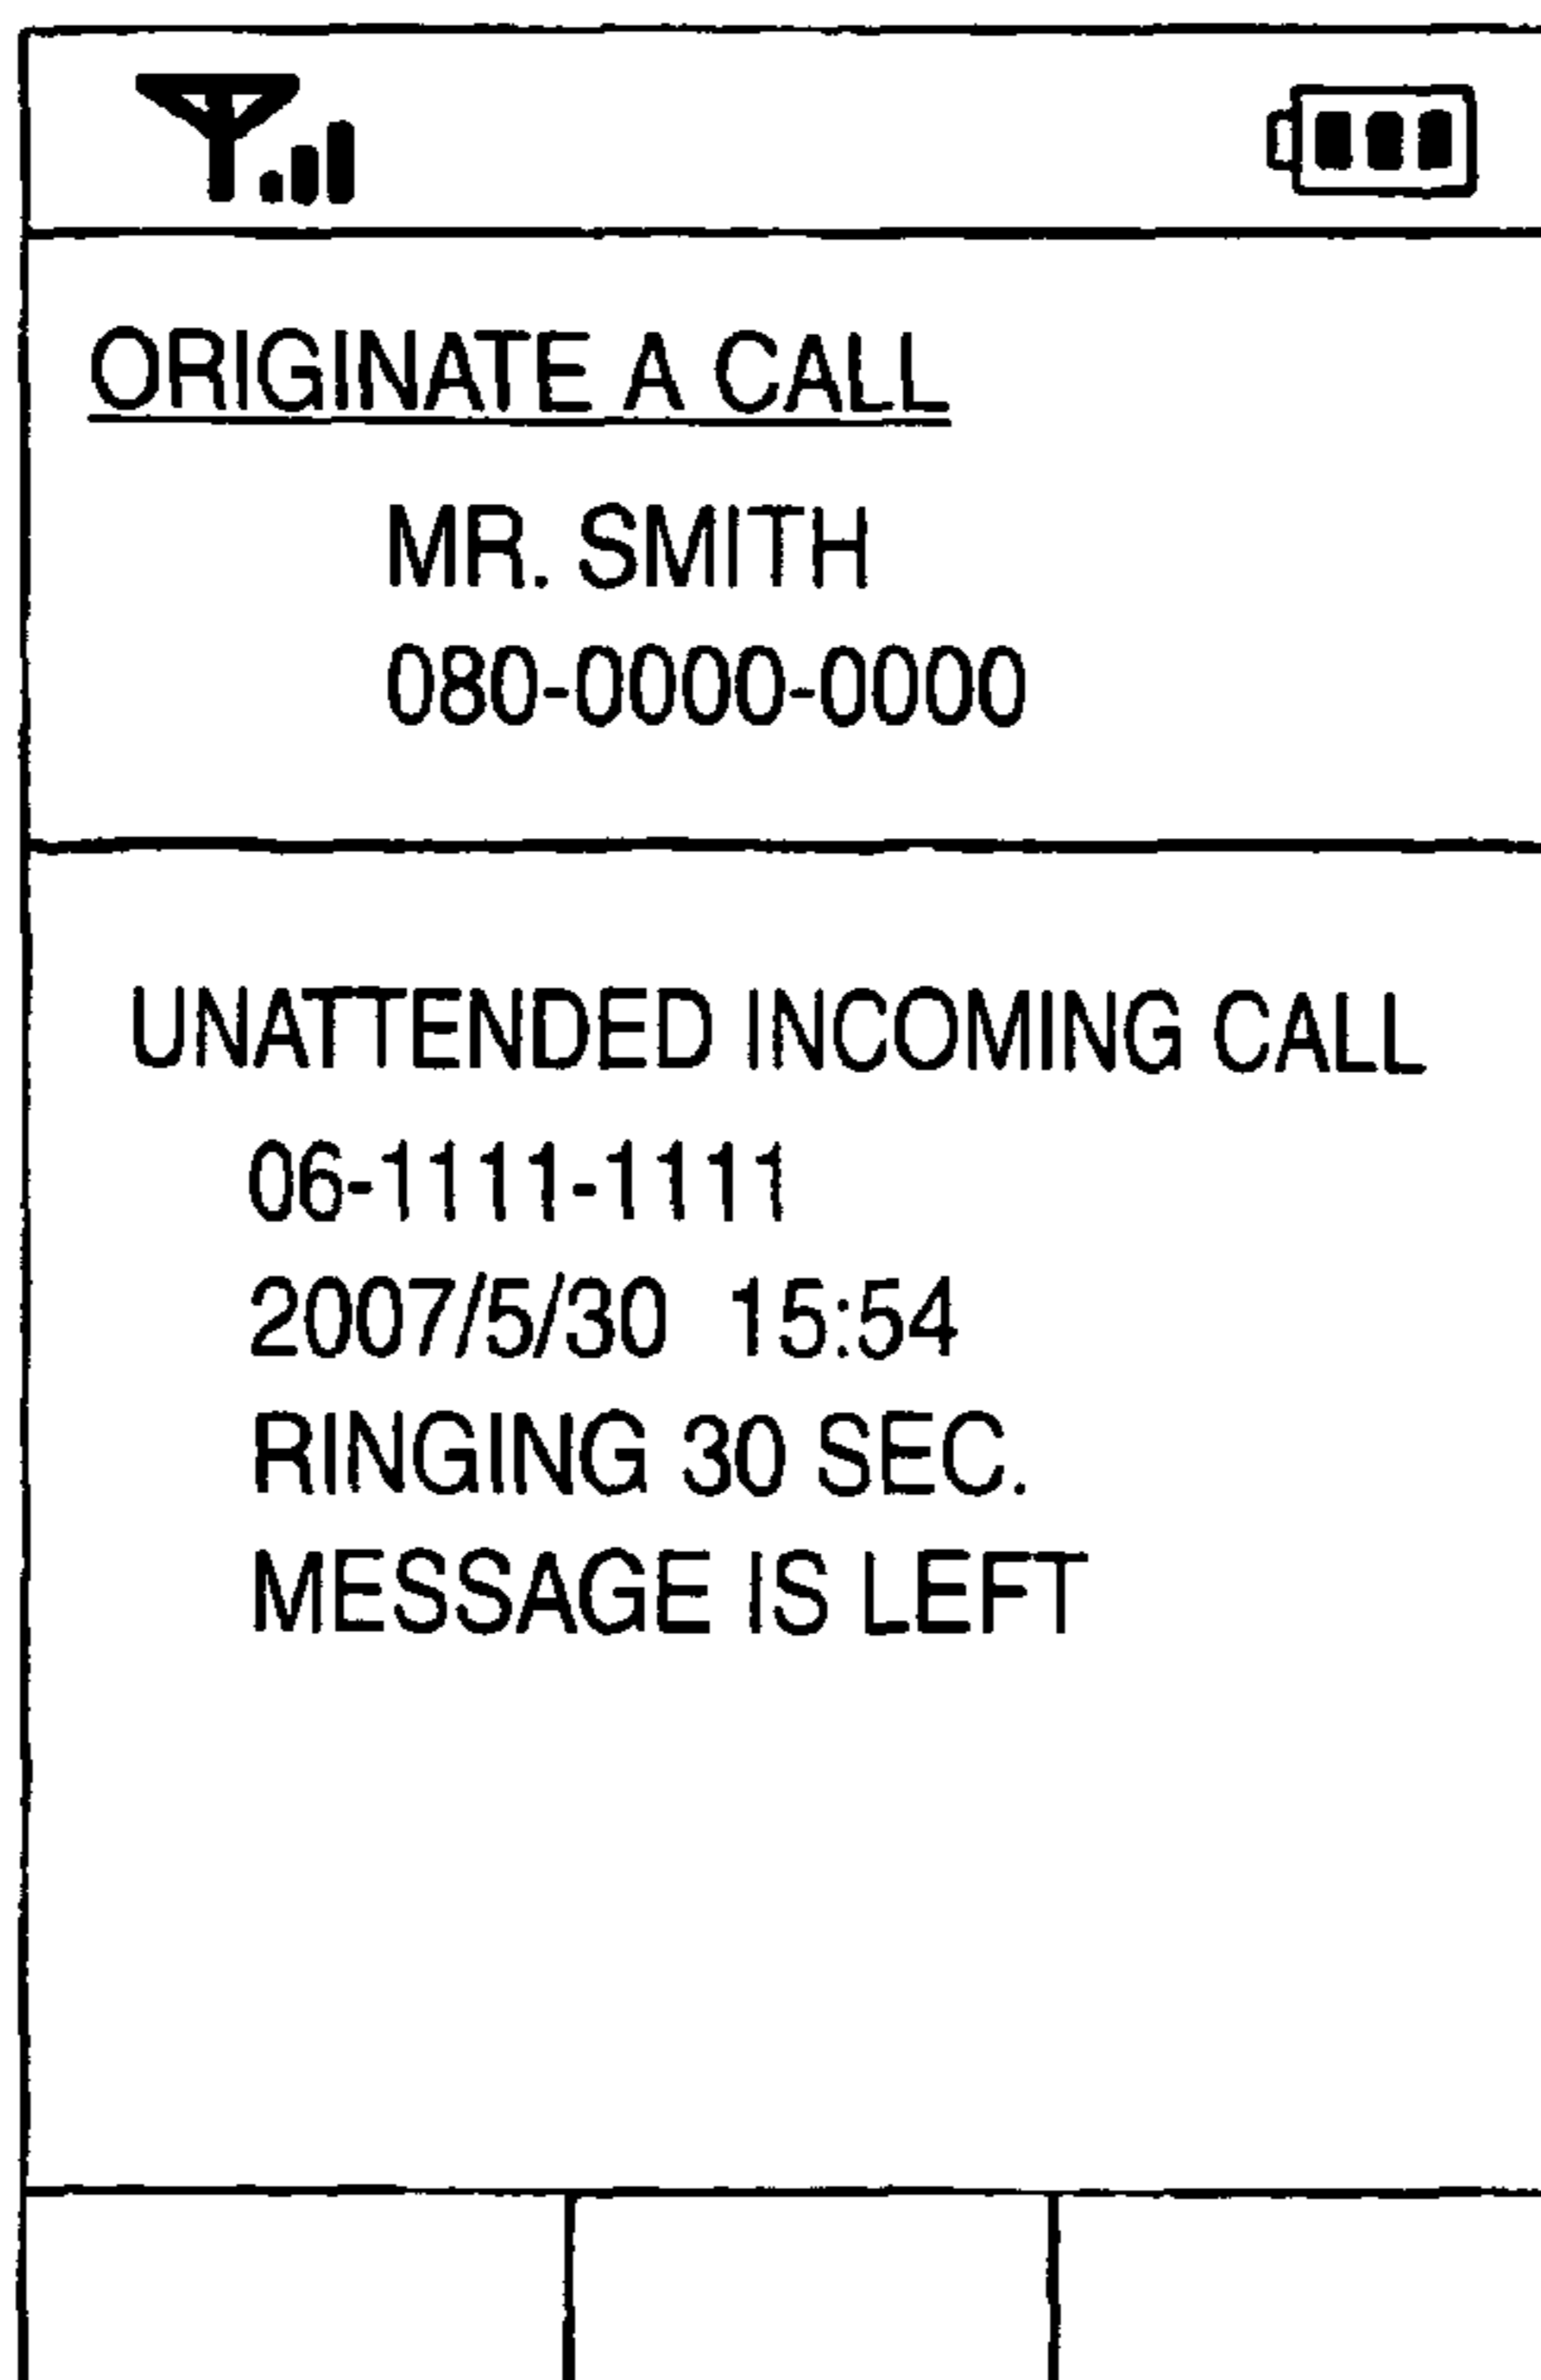 ORIGINATE A CALL
MR. SMITH
080-0000-0000
UNATTENDED INCOMING CALL
06-1111-1111
2007/5/30 15:54
RINGING 30 SEC.
MESSAGE IS LEFT